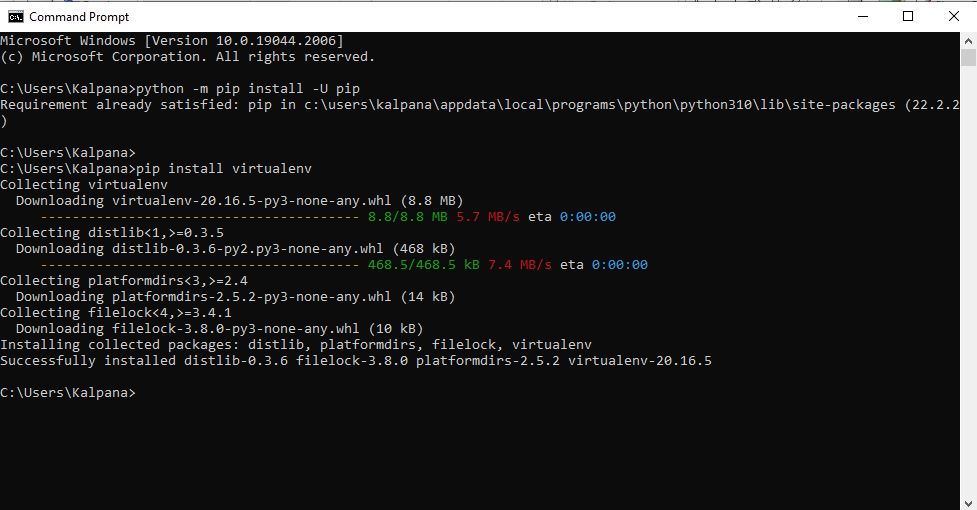 Command Prompt
Microsoft Windows [Version 10.0.19044.2006]
(c) Microsoft Corporation. All rights reserved.
C:\Users\Kalpana>python -m pip install -U pip
Requirement already satisfied: pip in c:\users\kalpana\appdata\local\programs\python\python310\lib\site-packages (22.2.2
)
C:\Users\Kalpana>
C:\Users\Kalpana>pip install virtualenv
Collecting virtualenv
  Downloading virtualenv-20.16.5-py3-none-any.whl (8.8 MB)
     ---------------------------------------- 8.8/8.8 MB 5.7 MB/s eta 0:00:00
Collecting distlib<1,>=0.3.5
  Downloading distlib-0.3.6-py2.py3-none-any.whl (468 kB)
     ---------------------------------------- 468.5/468.5 kB 7.4 MB/s eta 0:00:00
Collecting platformdirs<3,>=2.4
  Downloading platformdirs-2.5.2-py3-none-any.whl (14 kB)
Collecting filelock<4,>=3.4.1
  Downloading filelock-3.8.0-py3-none-any.whl (10 kB)
Installing collected packages: distlib, platformdirs, filelock, virtualenv
Successfully installed distlib-0.3.6 filelock-3.8.0 platformdirs-2.5.2 virtualenv-20.16.5
C:\Users\Kalpana>